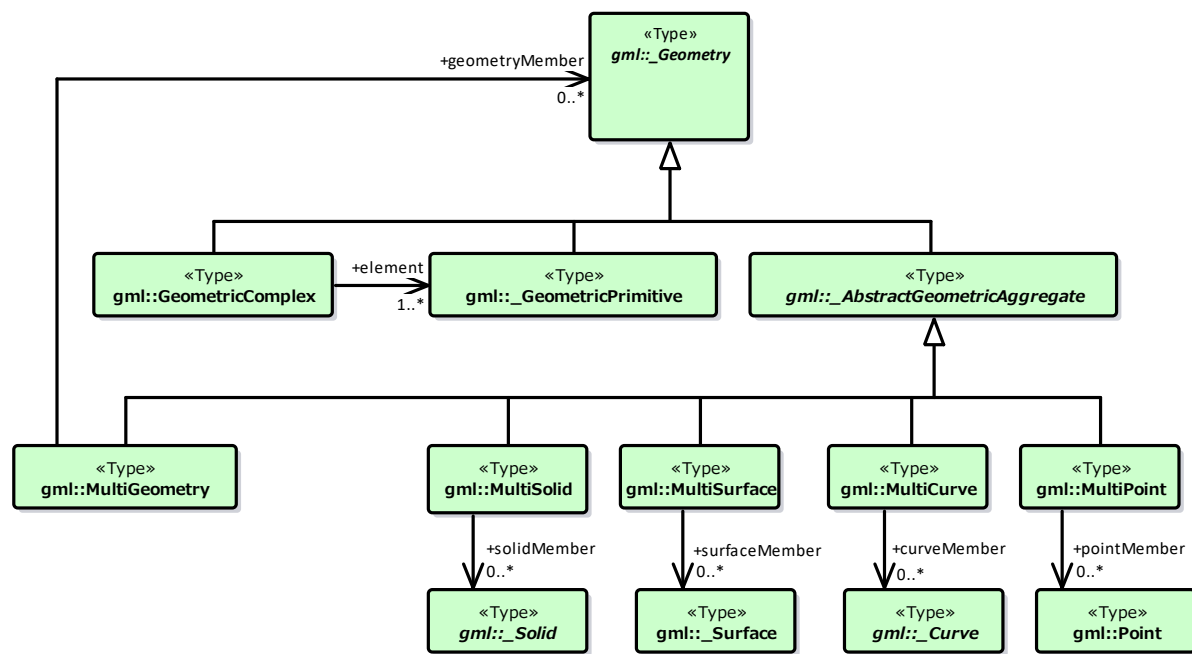 «Type»
gml::_Geometry
+geometryMember
0..*
«Type»
gml::GeometricComplex
+element
1..*
«Type»
gml::_GeometricPrimitive
«Type»
gml::_AbstractGeometricAggregate
«Type»
gml::MultiGeometry
«Type»
gml::MultiSolid
«Type»
gml::MultiSurface
«Type»
gml::MultiCurve
«Type»
gml::MultiPoint
+solidMember
0..*
+surfaceMember
0..*
+curveMember
0..*
+pointMember
0..*
«Type»
gml::_Solid
«Type»
gml::_Surface
«Type»
gml::_Curve
«Type»
gml::Point